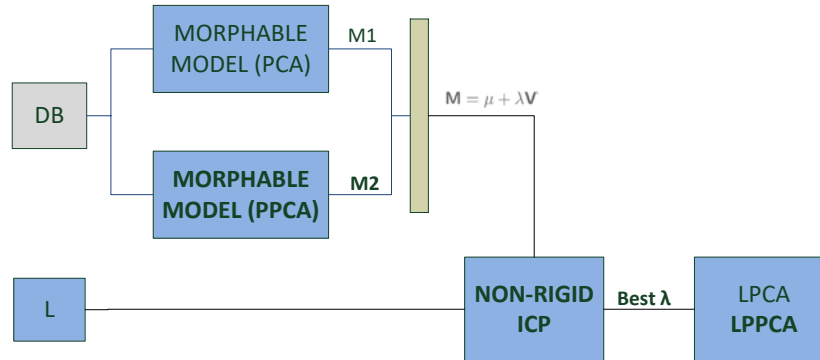 MORPHABLE
MODEL (PCA)
M1
DB
M = μ + λV
MORPHABLE
MODEL (PPCA)
M2
L
NON-RIGID
ICP
Best λ
LPCA
LPPCA